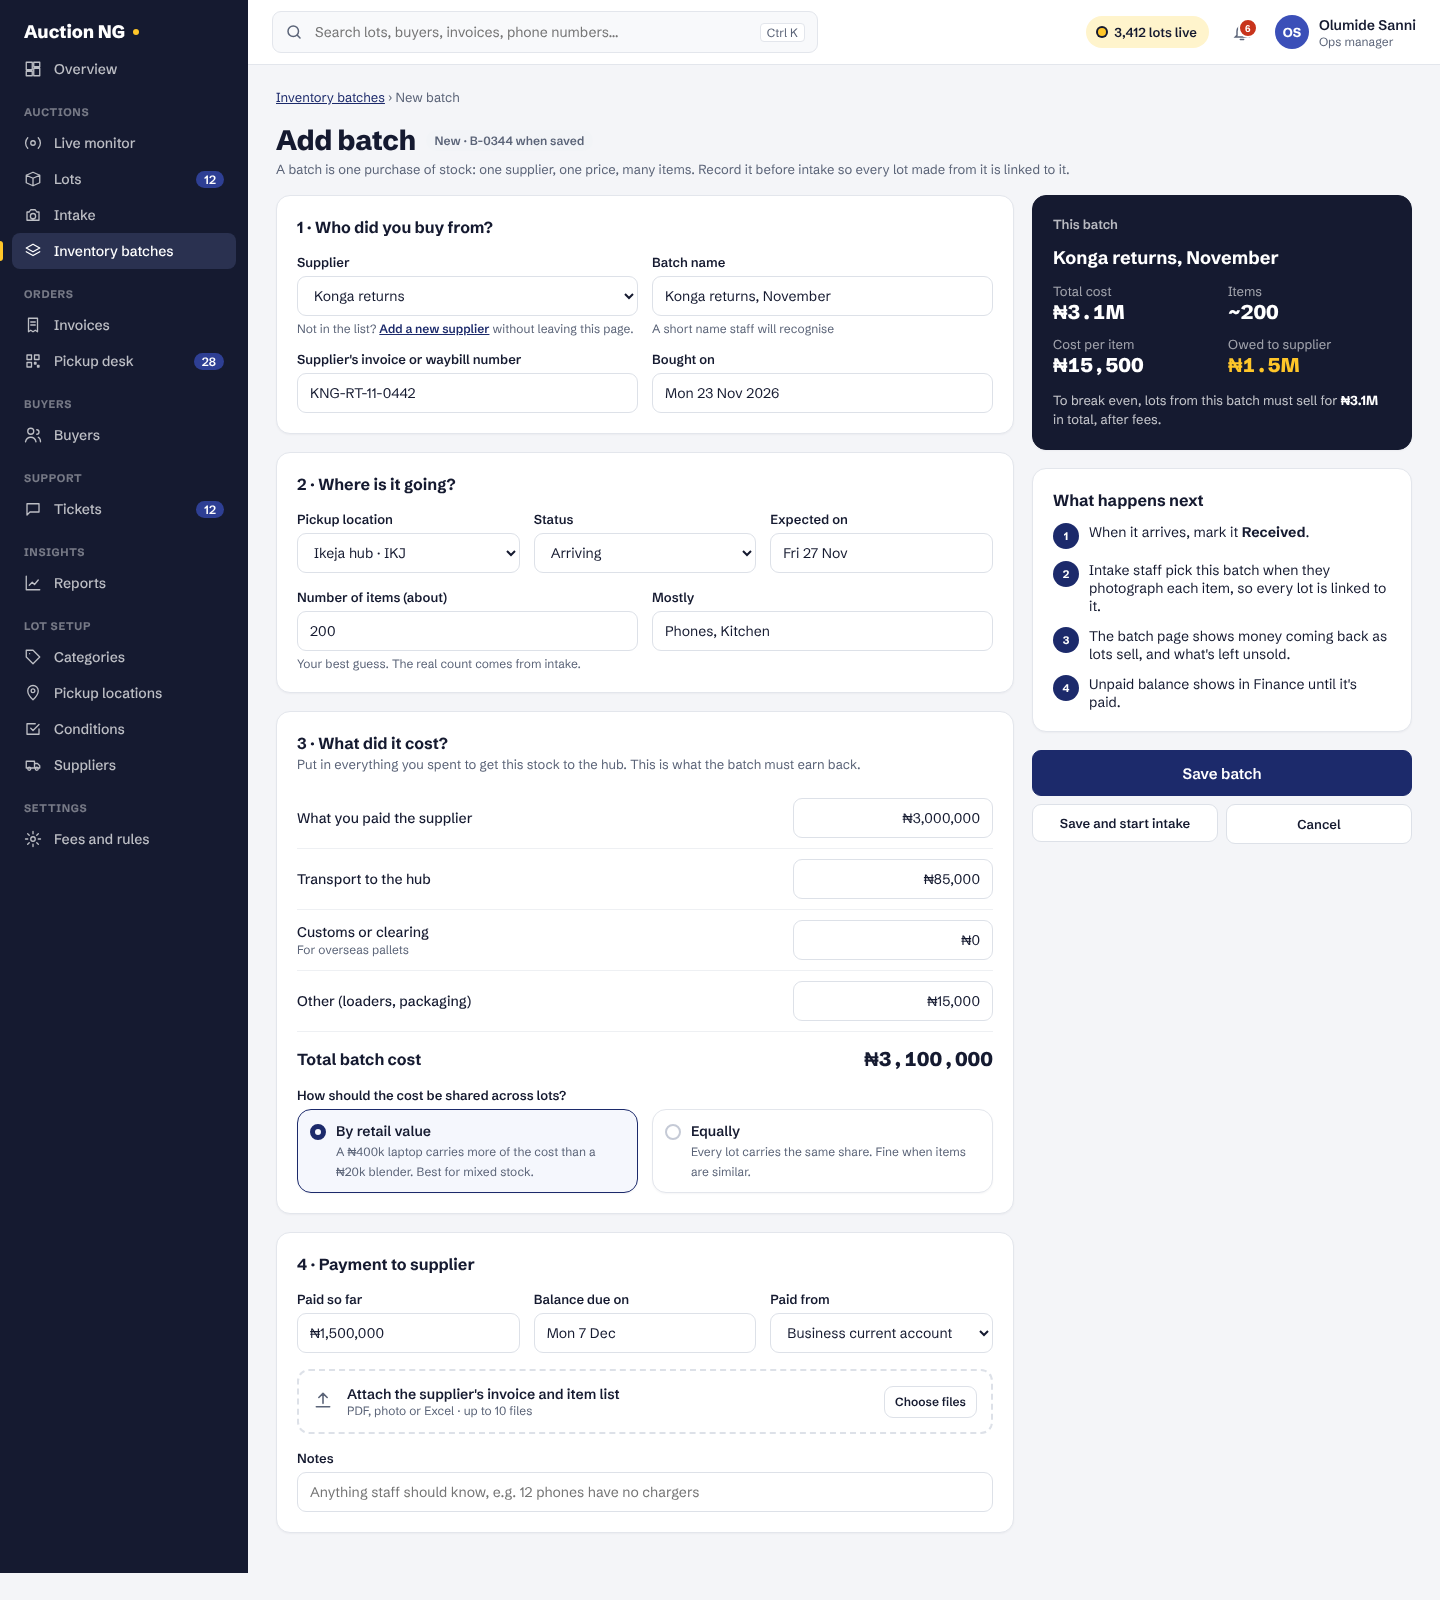 Auction NG
Overview
AUCTIONS
Live monitor
Lots 12
Intake
Inventory batches
ORDERS
Invoices
Pickup desk 28
BUYERS
Buyers
SUPPORT
Tickets 12
INSIGHTS
Reports
LOT SETUP
Categories
Pickup locations
Conditions
Suppliers
SETTINGS
Fees and rules
Search lots, buyers, invoices, phone numbers... Ctrl K
3,412 lots live
6
OS
Olumide Sanni
Ops manager
Inventory batches › New batch
Add batch New · B-0344 when saved
A batch is one purchase of stock: one supplier, one price, many items. Record it before intake so every lot made from it is linked to it.
1 · Who did you buy from?
Supplier
Konga returns
Not in the list? Add a new supplier without leaving this page.
Batch name
Konga returns, November
A short name staff will recognise
Supplier's invoice or waybill number
KNG-RT-11-0442
Bought on
Mon 23 Nov 2026
2 · Where is it going?
Pickup location
Ikeja hub · IKJ
Status
Arriving
Expected on
Fri 27 Nov
Number of items (about)
200
Your best guess. The real count comes from intake.
Mostly
Phones, Kitchen
3 · What did it cost?
Put in everything you spent to get this stock to the hub. This is what the batch must earn back.
What you paid the supplier ₦3,000,000
Transport to the hub ₦85,000
Customs or clearing
For overseas pallets
₦0
Other (loaders, packaging) ₦15,000
Total batch cost ₦3,100,000
How should the cost be shared across lots?
By retail value
A ₦400k laptop carries more of the cost than a
₦20k blender. Best for mixed stock.
Equally
Every lot carries the same share. Fine when items
are similar.
4 · Payment to supplier
Paid so far
₦1,500,000
Balance due on
Mon 7 Dec
Paid from
Business current account
Attach the supplier's invoice and item list
PDF, photo or Excel · up to 10 files
Choose files
Notes
Anything staff should know, e.g. 12 phones have no chargers
This batch
Konga returns, November
Total cost
₦3.1M
Items
~200
Cost per item
₦15,500
Owed to supplier
₦1.5M
To break even, lots from this batch must sell for ₦3.1M
in total, after fees.
What happens next
1 When it arrives, mark it Received.
2 Intake staff pick this batch when they
photograph each item, so every lot is linked to
it.
3 The batch page shows money coming back as
lots sell, and what's left unsold.
4 Unpaid balance shows in Finance until it's
paid.
Save batch
Save and start intake
Cancel